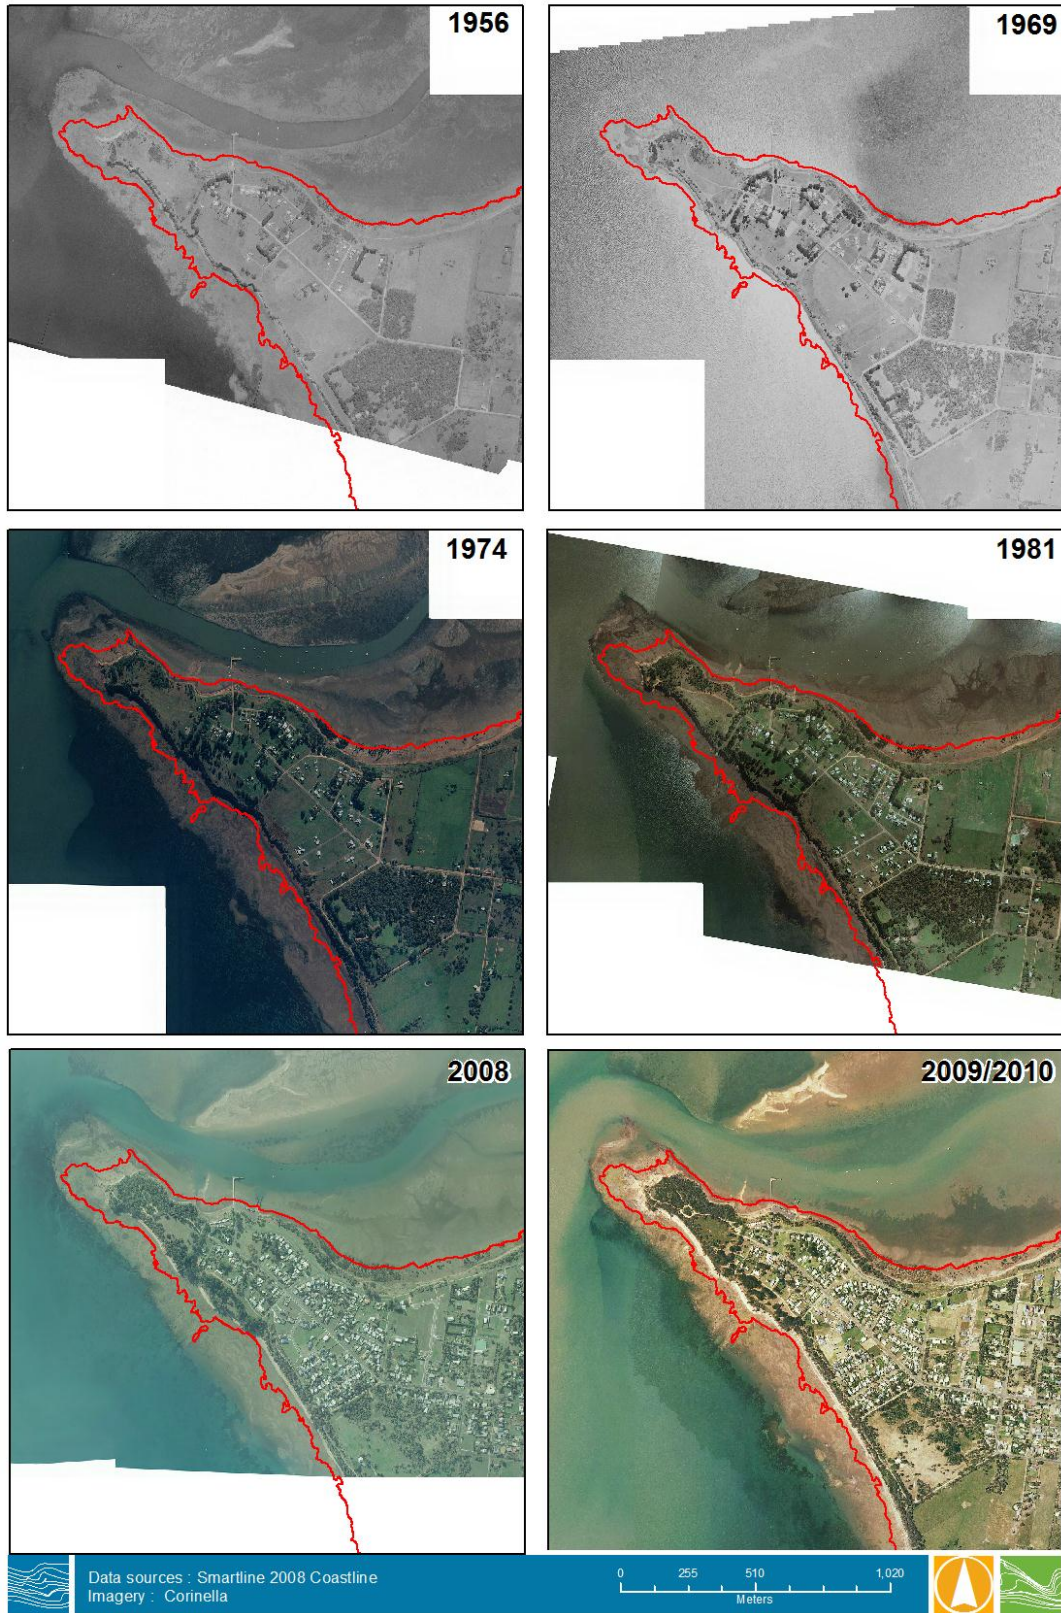 1956
1969
1974
1981
2008
2009/2010
Data sources : Smartline 2008 Coastline
Imagery : Corinella
0 255 510 1,020
Meters